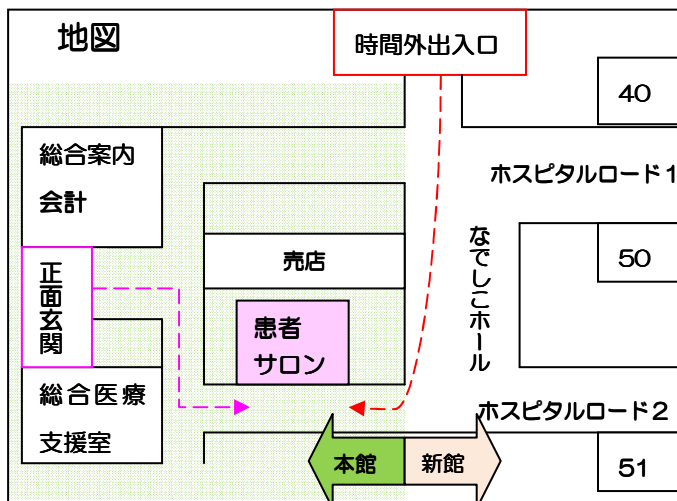 地図
時間外出入口
40
総合案内
会計
ホスピタルロード1
なでしこホール
売店
50
正面玄関
患者
サロン
総合医療
支援室
ホスピタルロード2
本館
新館
51